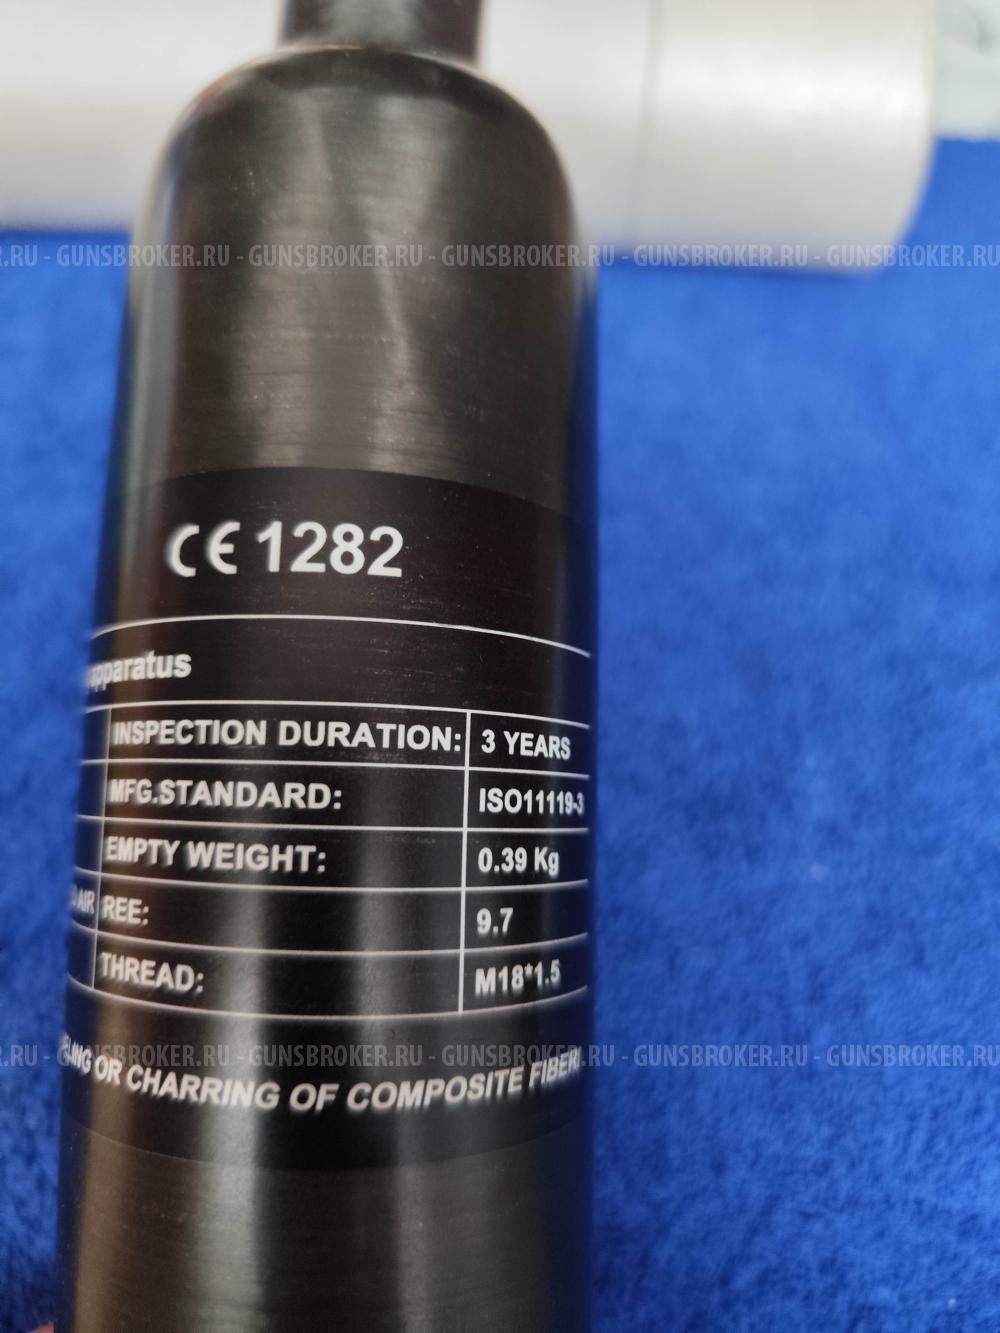 .RU - GUNSBROKER.RU - GUNSBROKER.RU - GUNSBROKER.RU - GUNSBROKER.RU - GUNSBROKER.RU
CE 1282
apparatus
INSPECTION DURATION: 3 YEARS
MFG.STANDARD: ISO11119-3
EMPTY WEIGHT: 0.39 Kg
AIR REE: 9.7
THREAD: M18*1.5
.RU - GUNSBROKER.RU - GUNSBROKER.RU - GUNSBROKER.RU - GUNSBROKER.RU - GUNSBROKER.RU
OR CHARRING OF COMPOSITE FIBER!